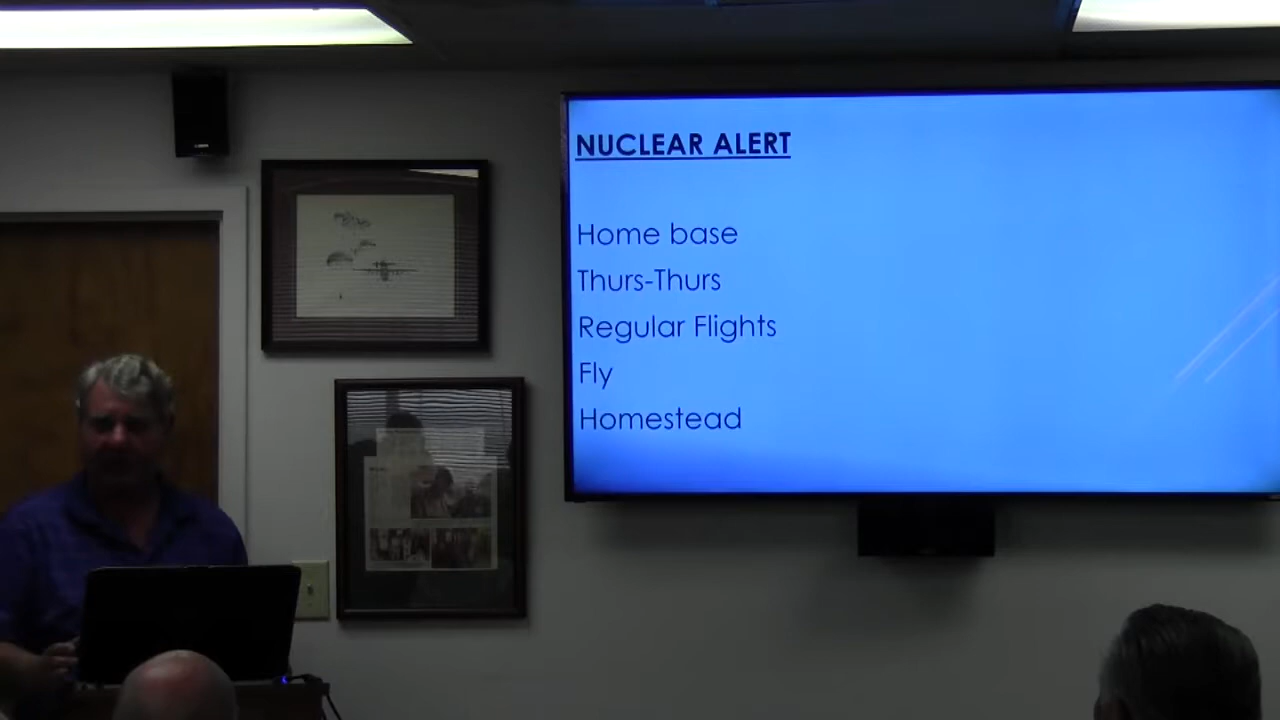 NUCLEAR ALERT
Home base
Thurs-Thurs
Regular Flights
Fly
Homestead